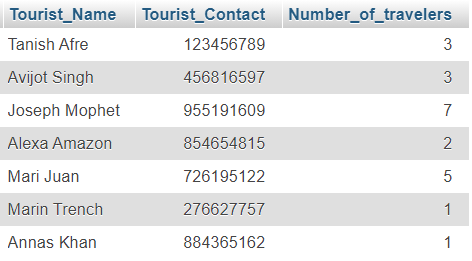 Tourist_Name Tourist_Contact Number_of_travelers
Tanish Afre 123456789 3
Avijot Singh 456816597 3
Joseph Mophet 955191609 7
Alexa Amazon 854654815 2
Mari Juan 726195122 5
Marin Trench 276627757 1
Annas Khan 884365162 1